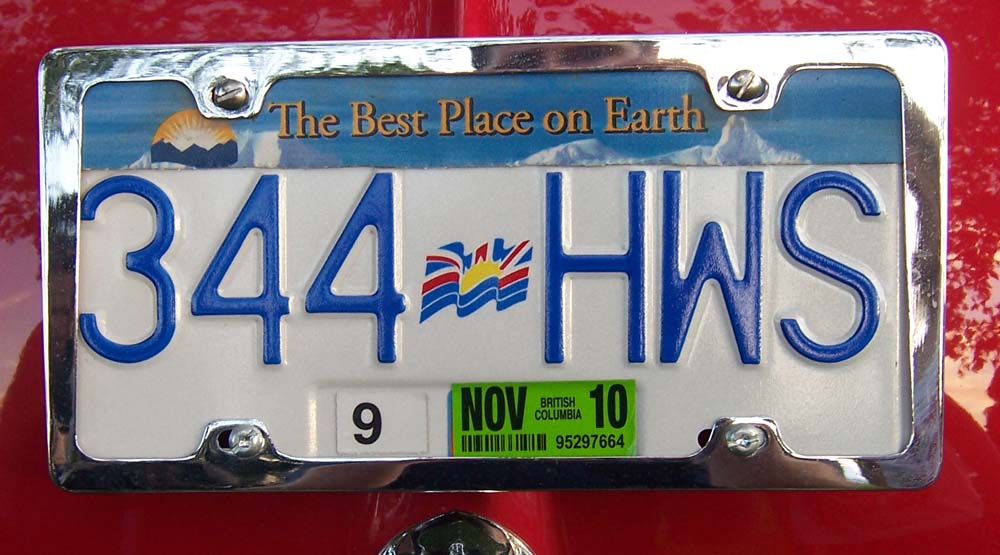 The Best Place on Earth
344 HWS
9
NOV BRITISH COLUMBIA 10
95297664